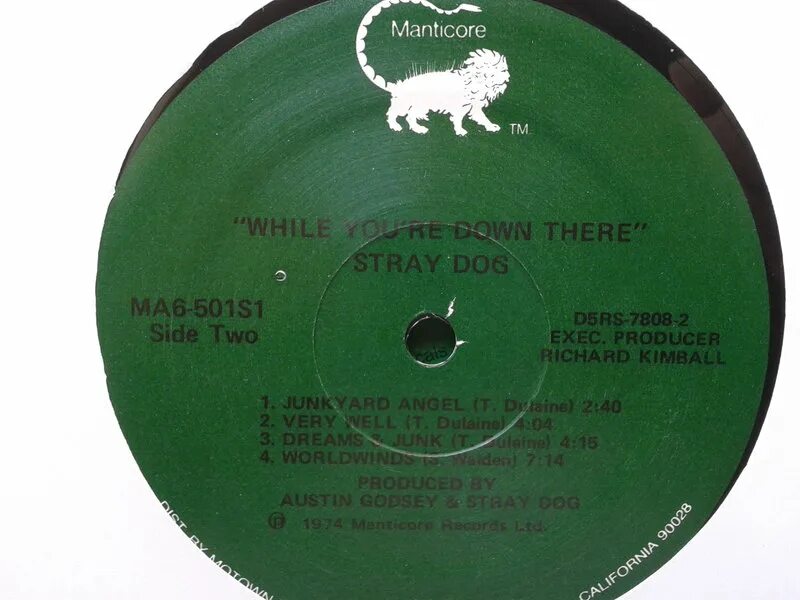 Manticore
TM
"WHILE YOU'RE DOWN THERE"
STRAY DOG
MA6-501S1
Side Two
D5RS-7808-2
EXEC. PRODUCER
RICHARD KIMBALL
1. JUNKYARD ANGEL (T. Dulaine) 2:40
2. VERY WELL (T. Dulaine) 4:04
3. DREAMS & JUNK (T. Dulaine) 4:15
4. WORLDWINDS (S. Walden) 7:14
PRODUCED BY
AUSTIN GODSEY & STRAY DOG
℗ 1974 Manticore Records Ltd.
DIST. BY MOTOWN
CALIFORNIA 90028